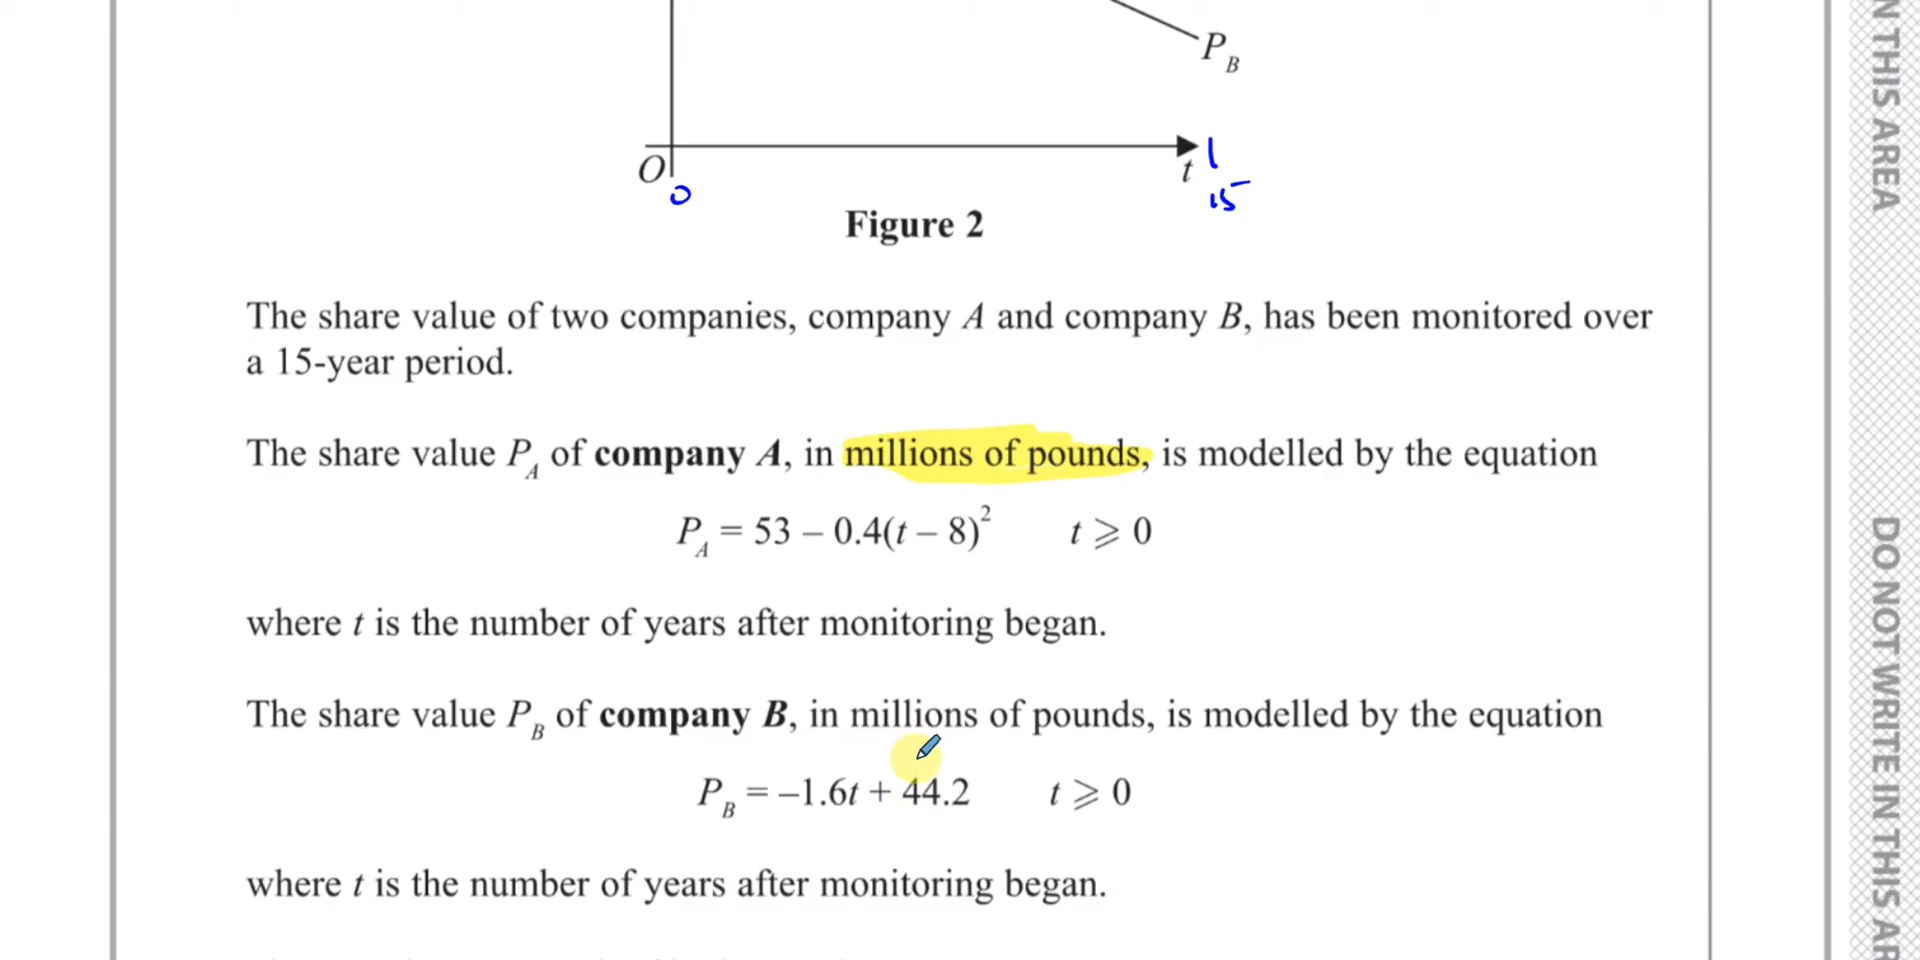 P_B
O
t
0
15
Figure 2
The share value of two companies, company A and company B, has been monitored over
a 15-year period.
The share value P_A of company A, in millions of pounds, is modelled by the equation
P_A = 53 – 0.4(t – 8)² t ⩾ 0
where t is the number of years after monitoring began.
The share value P_B of company B, in millions of pounds, is modelled by the equation
P_B = –1.6t + 44.2 t ⩾ 0
where t is the number of years after monitoring began.
N THIS AREA
DO NOT WRITE IN THIS AR